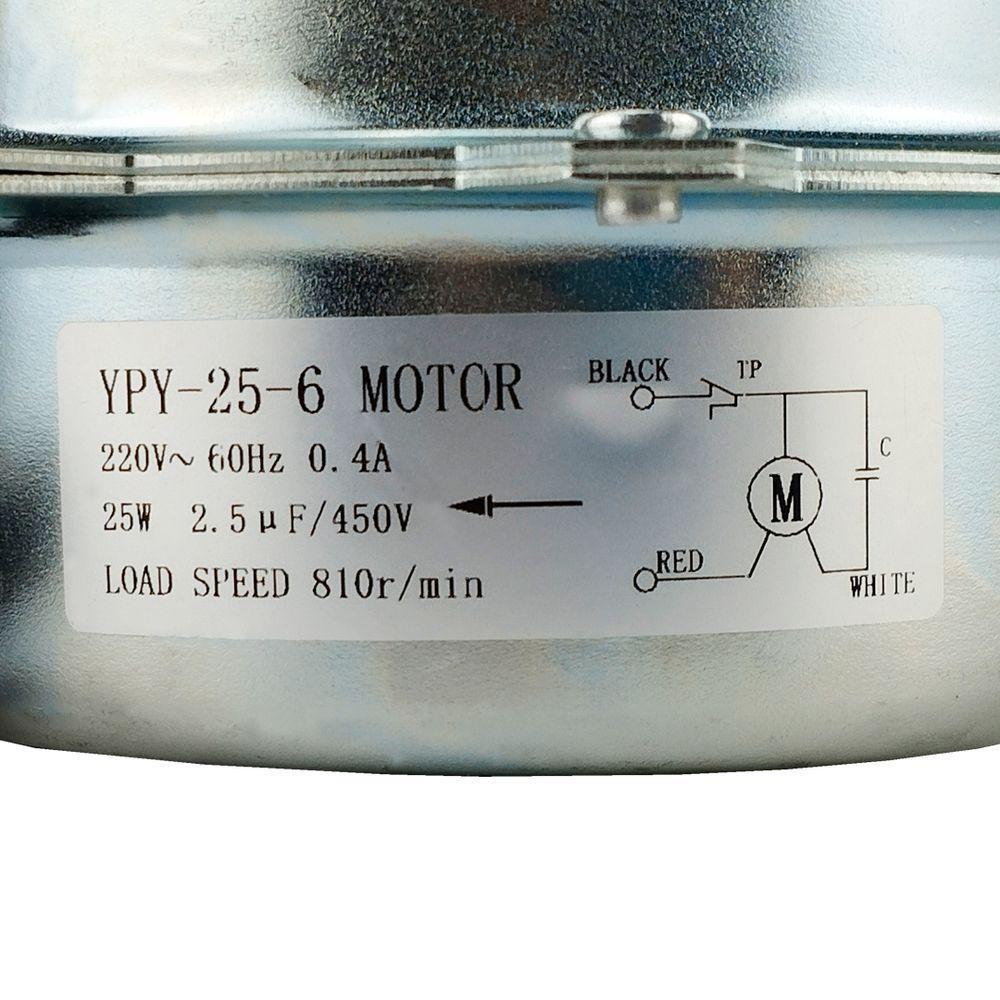 YPY-25-6 MOTOR
220V～ 60Hz 0.4A
25W 2.5μF/450V
LOAD SPEED 810r/min
BLACK
TP
C
M
RED
WHITE